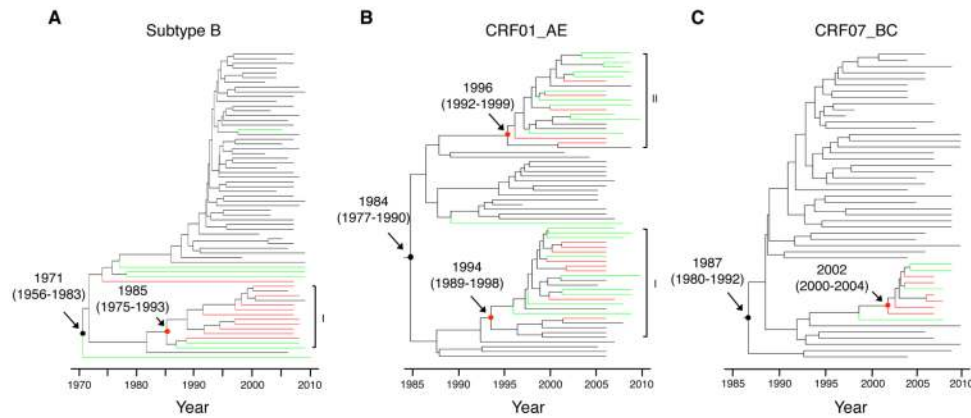 A
Subtype B
1971
(1956-1983)
1985
(1975-1993)
I
1970 1980 1990 2000 2010
Year
B
CRF01_AE
1996
(1992-1999)
II
1984
(1977-1990)
1994
(1989-1998)
I
1985 1990 1995 2000 2005 2010
Year
C
CRF07_BC
1987
(1980-1992)
2002
(2000-2004)
1985 1990 1995 2000 2005 2010
Year